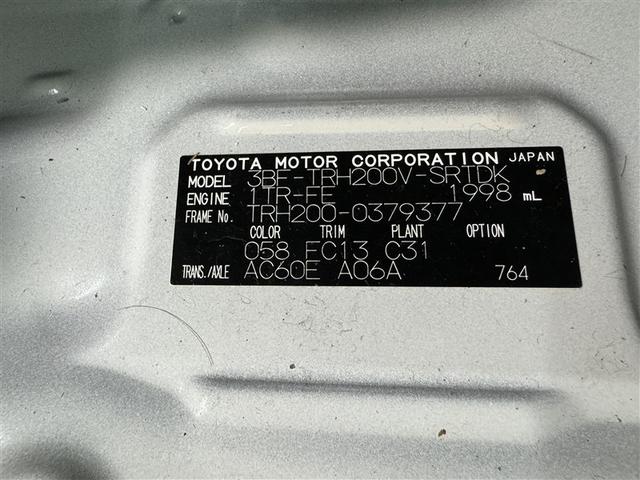 TOYOTA MOTOR CORPORATION JAPAN
MODEL 3BF-TRH200V-SRTDK
ENGINE 1TR-FE 1998 mL
FRAME No. TRH200-0379377
COLOR TRIM PLANT OPTION
058 FC13 C31
TRANS./AXLE AC60E A06A 764